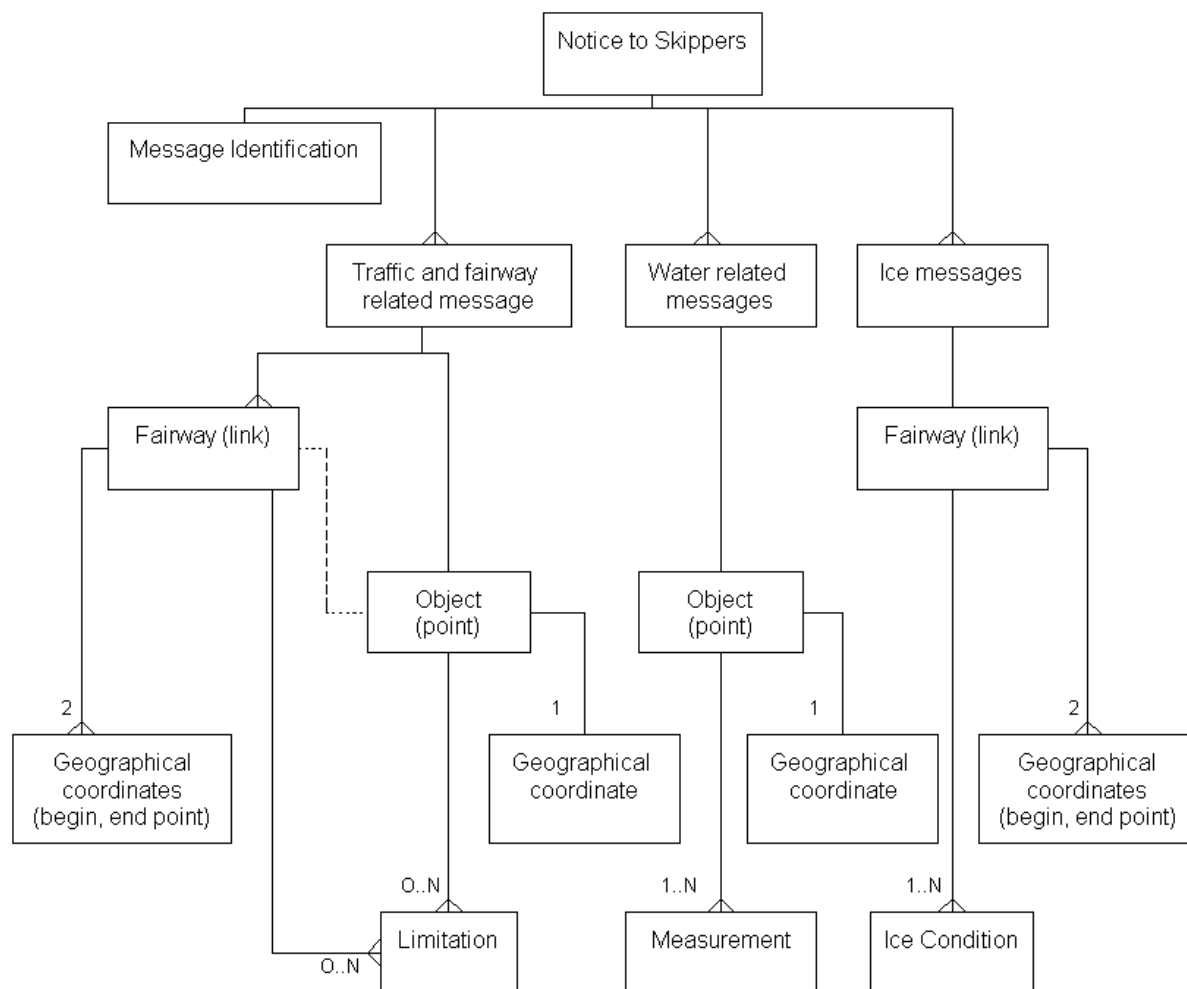 Notice to Skippers
Message Identification
Traffic and fairway
related message
Water related
messages
Ice messages
Fairway (link)
Fairway (link)
Object
(point)
Object
(point)
2
1
1
2
Geographical
coordinates
(begin, end point)
Geographical
coordinate
Geographical
coordinate
Geographical
coordinates
(begin, end point)
0..N
1..N
1..N
Limitation
Measurement
Ice Condition
0..N